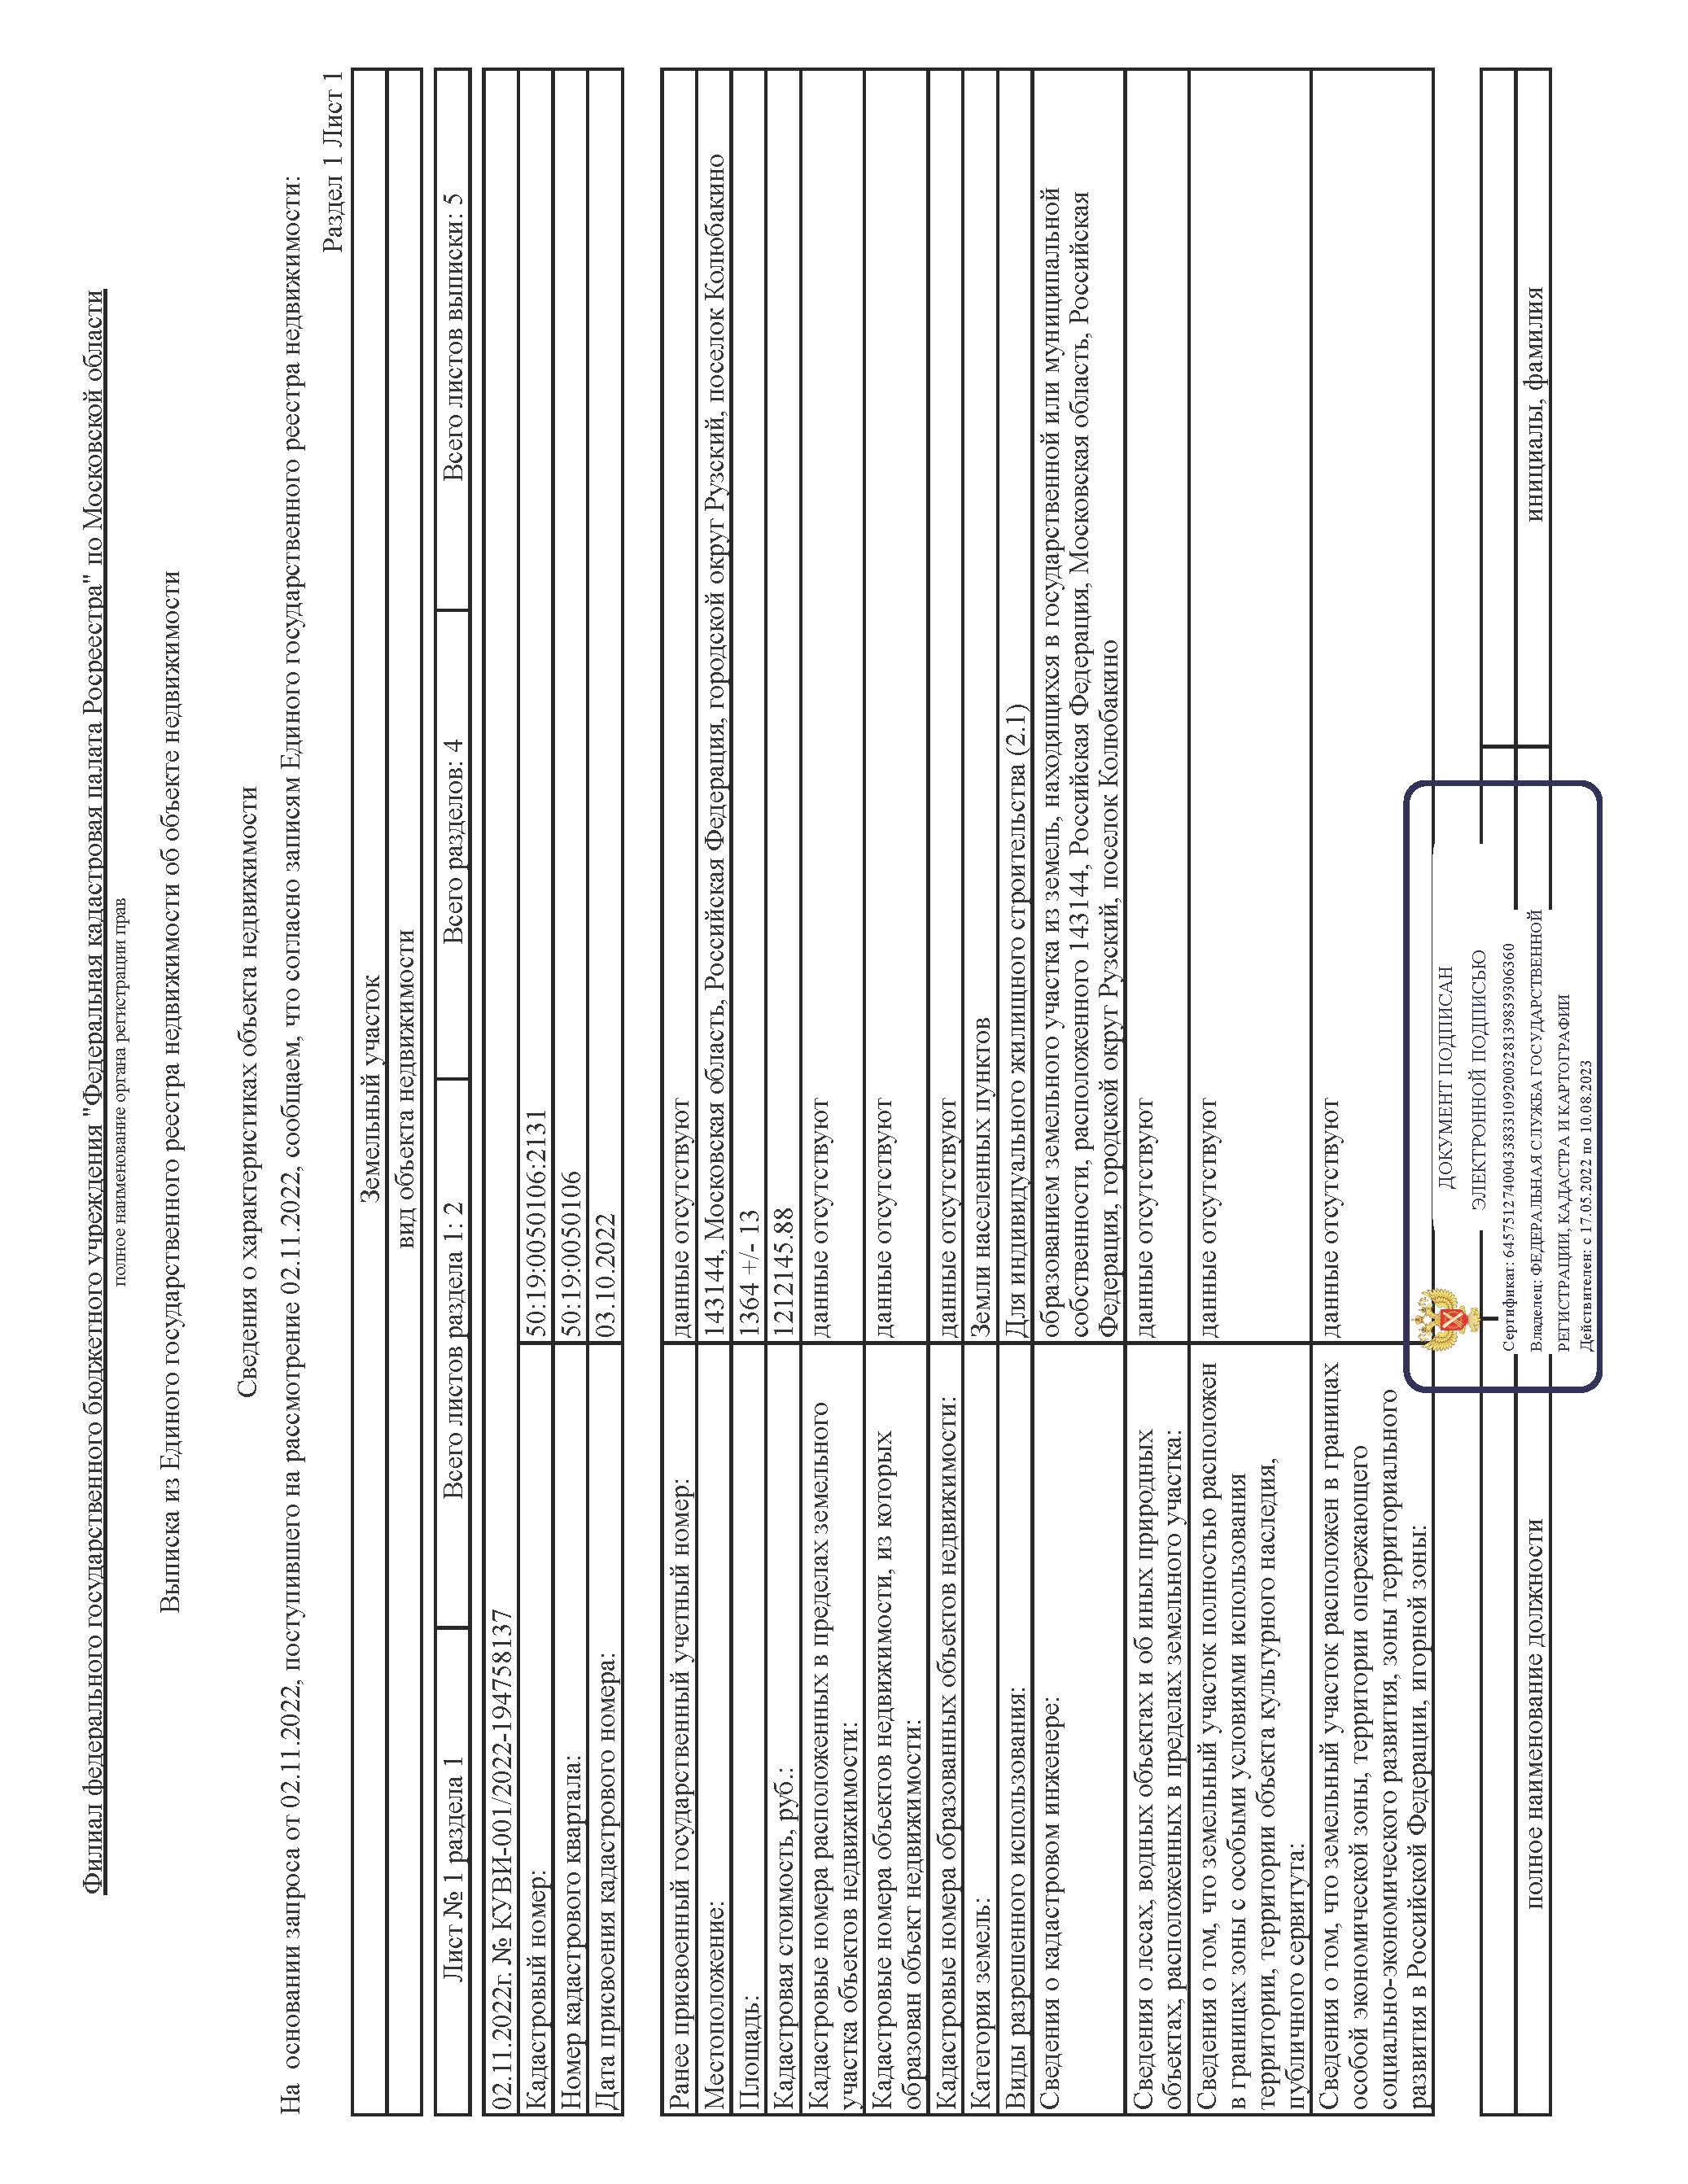 Филиал федерального государственного бюджетного учреждения "Федеральная кадастровая палата Росреестра" по Московской области
полное наименование органа регистрации прав
Выписка из Единого государственного реестра недвижимости об объекте недвижимости
Сведения о характеристиках объекта недвижимости
На основании запроса от 02.11.2022, поступившего на рассмотрение 02.11.2022, сообщаем, что согласно записям Единого государственного реестра недвижимости:
Раздел 1 Лист 1
Земельный участок
вид объекта недвижимости
Лист № 1 раздела 1
Всего листов раздела 1: 2
Всего разделов: 4
Всего листов выписки: 5
02.11.2022г. № КУВИ-001/2022-194758137
Кадастровый номер:
50:19:0050106:2131
Номер кадастрового квартала:
50:19:0050106
Дата присвоения кадастрового номера:
03.10.2022
Ранее присвоенный государственный учетный номер:
данные отсутствуют
Местоположение:
143144, Московская область, Российская Федерация, городской округ Рузский, поселок Колюбакино
Площадь:
1364 +/- 13
Кадастровая стоимость, руб.:
1212145.88
Кадастровые номера расположенных в пределах земельного
участка объектов недвижимости:
данные отсутствуют
Кадастровые номера объектов недвижимости, из которых
образован объект недвижимости:
данные отсутствуют
Кадастровые номера образованных объектов недвижимости:
данные отсутствуют
Категория земель:
Земли населенных пунктов
Виды разрешенного использования:
Для индивидуального жилищного строительства (2.1)
Сведения о кадастровом инженере:
образованием земельного участка из земель, находящихся в государственной или муниципальной
собственности, расположенного 143144, Российская Федерация, Московская область, Российская
Федерация, городской округ Рузский, поселок Колюбакино
Сведения о лесах, водных объектах и об иных природных
объектах, расположенных в пределах земельного участка:
данные отсутствуют
Сведения о том, что земельный участок полностью расположен
в границах зоны с особыми условиями использования
территории, территории объекта культурного наследия,
публичного сервитута:
данные отсутствуют
Сведения о том, что земельный участок расположен в границах
особой экономической зоны, территории опережающего
социально-экономического развития, зоны территориального
развития в Российской Федерации, игорной зоны:
данные отсутствуют
ДОКУМЕНТ ПОДПИСАН
ЭЛЕКТРОННОЙ ПОДПИСЬЮ
Сертификат: 645751274004338331092003281398393​06360
Владелец: ФЕДЕРАЛЬНАЯ СЛУЖБА ГОСУДАРСТВЕННОЙ
РЕГИСТРАЦИИ, КАДАСТРА И КАРТОГРАФИИ
Действителен: с 17.05.2022 по 10.08.2023
полное наименование должности
инициалы, фамилия